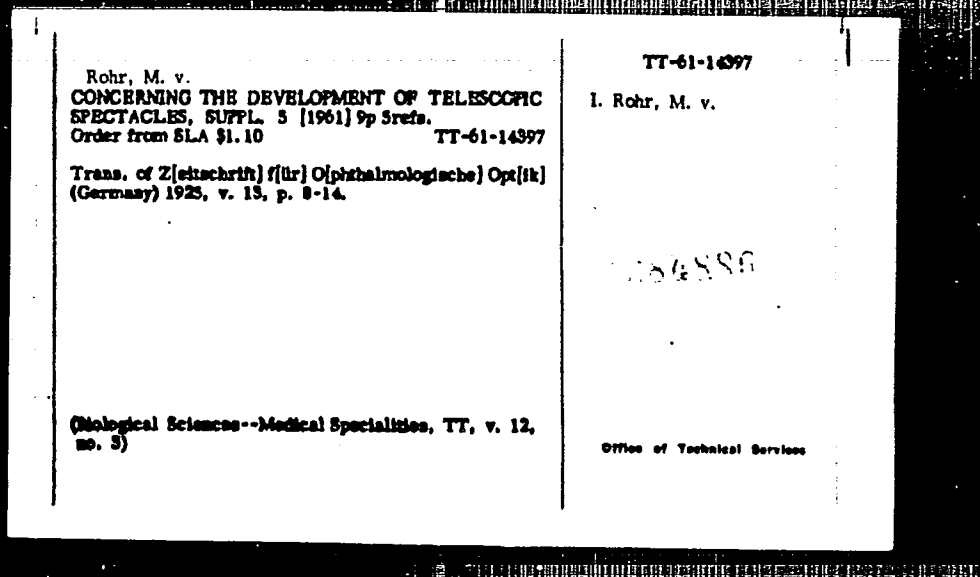 Rohr, M. v.
CONCERNING THE DEVELOPMENT OF TELESCOPIC
SPECTACLES, SUPPL. 3 [1961] 9p 5refs.
Order from SLA $1.10 TT-61-14397
Trans. of Z[eitschrift] f[ür] O[phthalmologische] Opt[ik]
(Germany) 1925, v. 13, p. 8-14.
(Biological Sciences--Medical Specialities, TT, v. 12,
no. 3)
TT-61-14397
I. Rohr, M. v.
Office of Technical Services